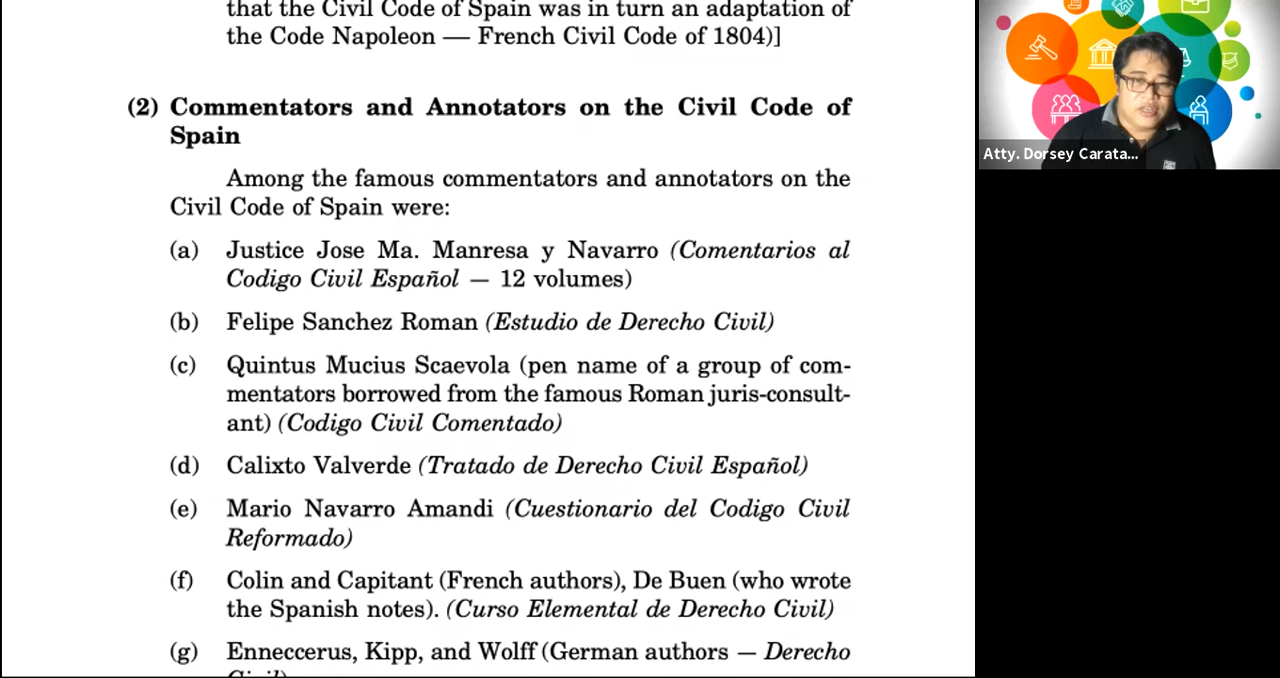 that the Civil Code of Spain was in turn an adaptation of
the Code Napoleon — French Civil Code of 1804)]
(2) Commentators and Annotators on the Civil Code of
Spain
Among the famous commentators and annotators on the
Civil Code of Spain were:
(a) Justice Jose Ma. Manresa y Navarro (Comentarios al
Codigo Civil Español — 12 volumes)
(b) Felipe Sanchez Roman (Estudio de Derecho Civil)
(c) Quintus Mucius Scaevola (pen name of a group of com-
mentators borrowed from the famous Roman juris-consult-
ant) (Codigo Civil Comentado)
(d) Calixto Valverde (Tratado de Derecho Civil Español)
(e) Mario Navarro Amandi (Cuestionario del Codigo Civil
Reformado)
(f) Colin and Capitant (French authors), De Buen (who wrote
the Spanish notes). (Curso Elemental de Derecho Civil)
(g) Enneccerus, Kipp, and Wolff (German authors — Derecho
Civil)
Atty. Dorsey Carata...